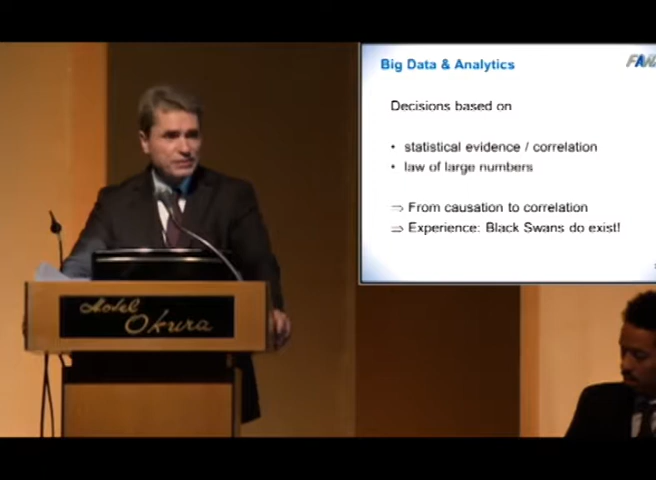 Big Data & Analytics
Decisions based on
• statistical evidence / correlation
• law of large numbers
⇒ From causation to correlation
⇒ Experience: Black Swans do exist!
Hotel
Okura